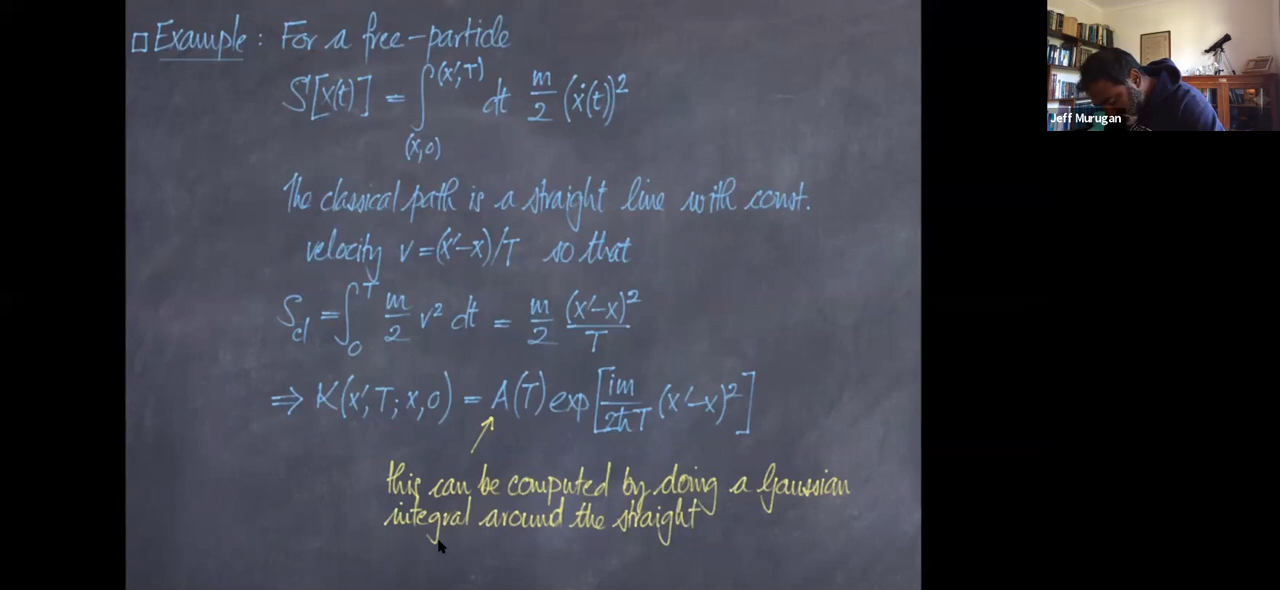 □ Example : For a free-particle
S[x(t)] = ∫_{(x,0)}^{(x',T)} dt m/2 (ẋ(t))²
The classical path is a straight line with const.
velocity v = (x'-x)/T so that
S_cl = ∫_0^T m/2 v² dt = m/2 (x'-x)²/T
⇒ K(x',T; x,0) = A(T) exp[im/2ħT (x'-x)²]
this can be computed by doing a Gaussian
integral around the straight
Jeff Murugan